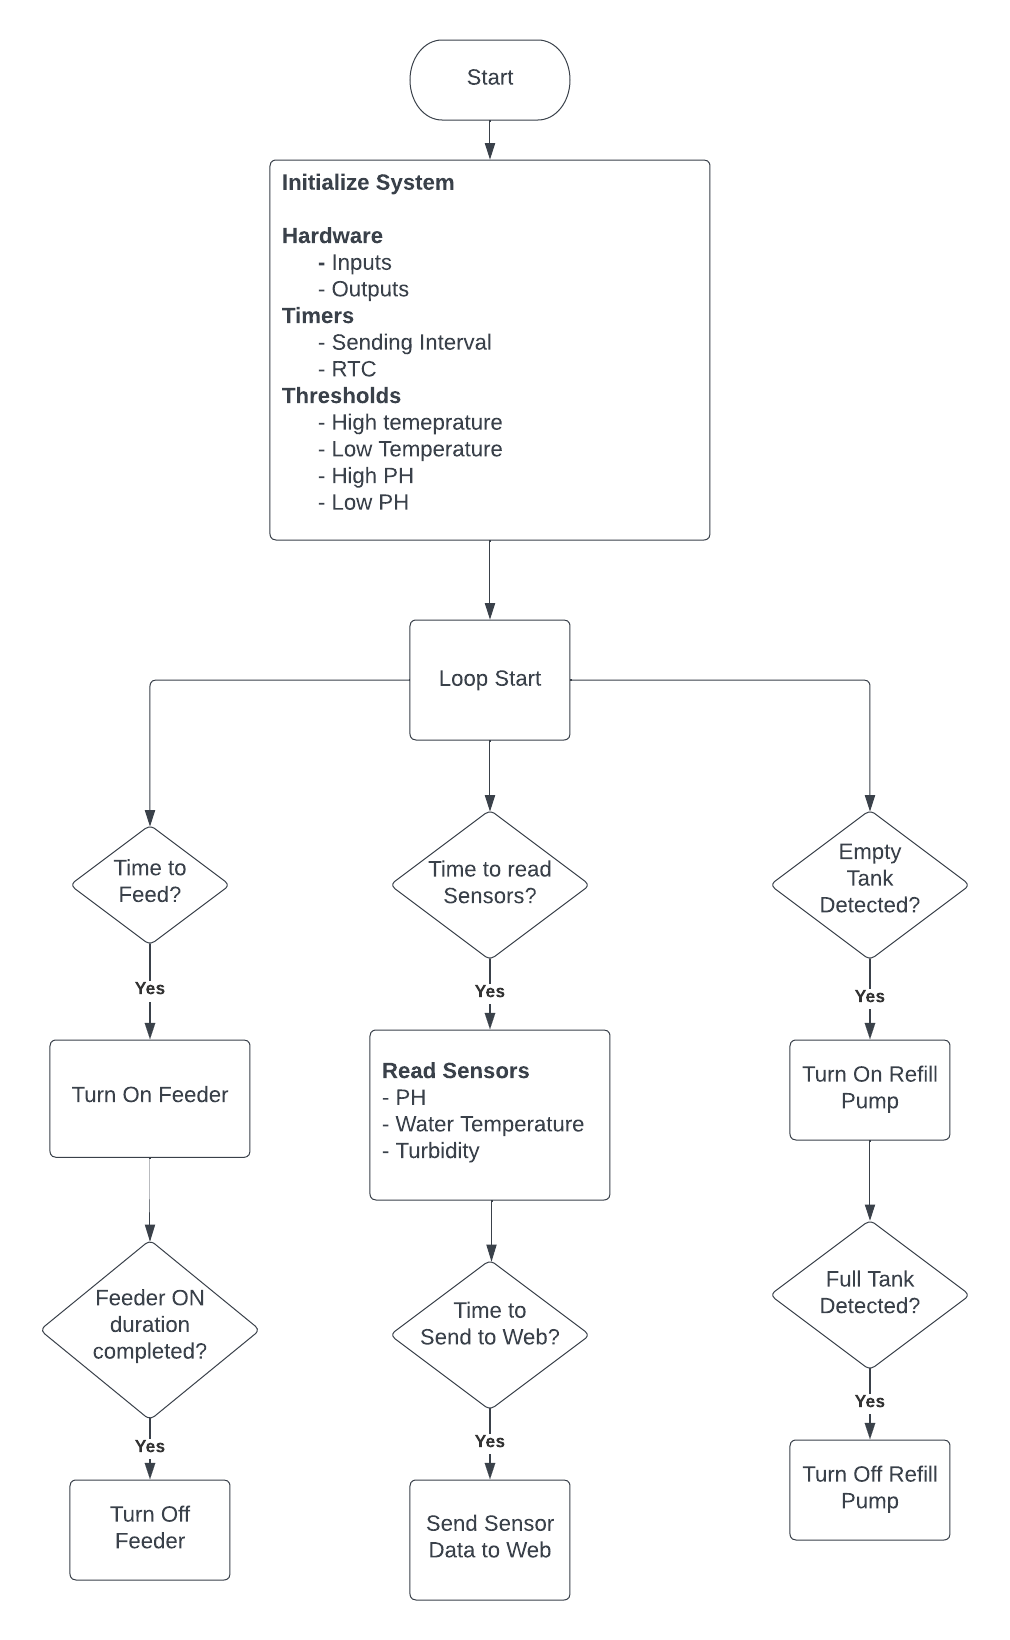 Start
Initialize System
Hardware
- Inputs
- Outputs
Timers
- Sending Interval
- RTC
Thresholds
- High temeprature
- Low Temperature
- High PH
- Low PH
Loop Start
Time to
Feed?
Yes
Turn On Feeder
Feeder ON
duration
completed?
Yes
Turn Off
Feeder
Time to read
Sensors?
Yes
Read Sensors
- PH
- Water Temperature
- Turbidity
Time to
Send to Web?
Yes
Send Sensor
Data to Web
Empty
Tank
Detected?
Yes
Turn On Refill
Pump
Full Tank
Detected?
Yes
Turn Off Refill
Pump